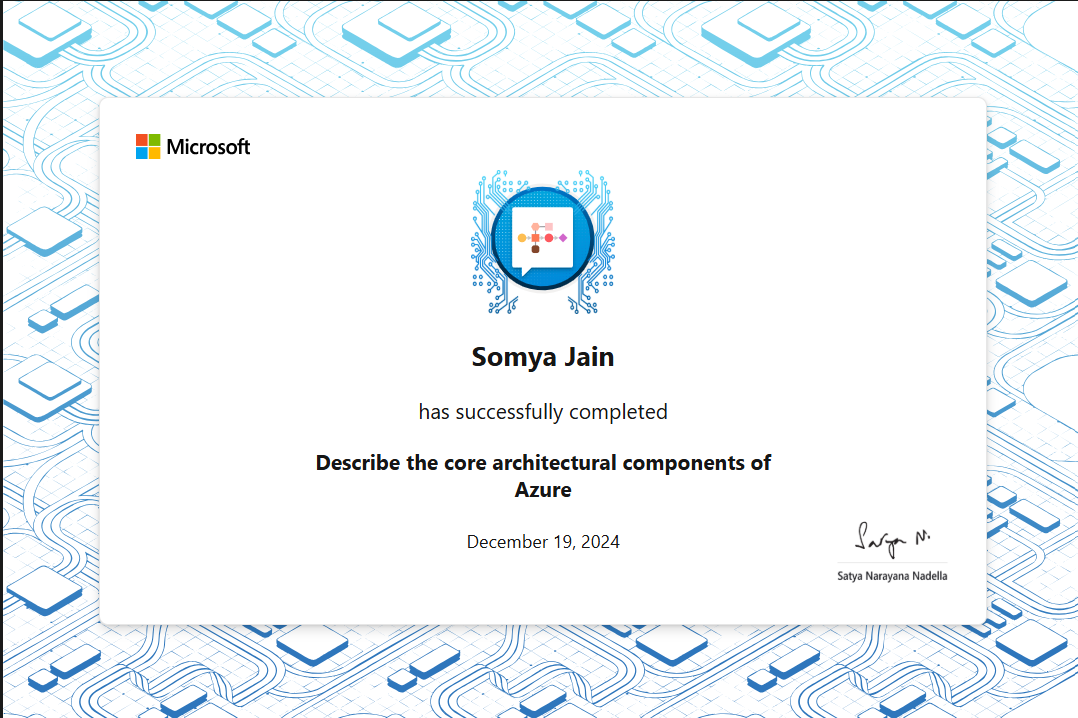 Microsoft
Somya Jain
has successfully completed
Describe the core architectural components of
Azure
December 19, 2024
Satya N.
Satya Narayana Nadella